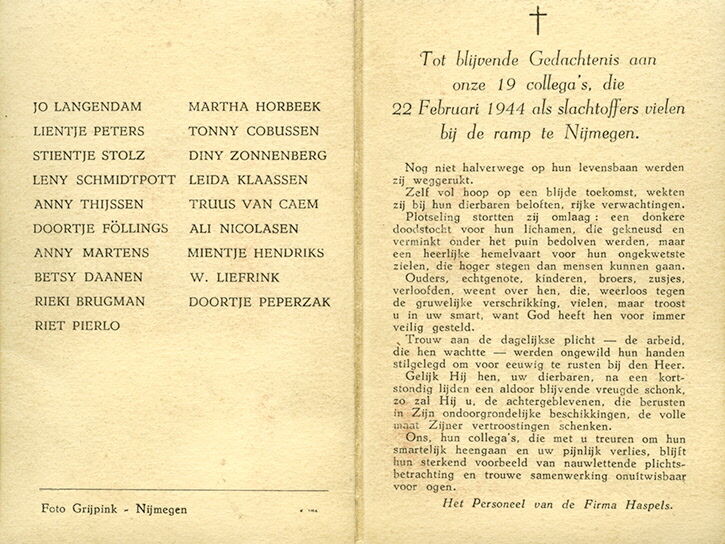 JO LANGENDAM
LIENTJE PETERS
STIENTJE STOLZ
LENY SCHMIDTPOTT
ANNY THIJSSEN
DOORTJE FÖLLINGS
ANNY MARTENS
BETSY DAANEN
RIEKI BRUGMAN
RIET PIERLO
MARTHA HORBEEK
TONNY COBUSSEN
DINY ZONNENBERG
LEIDA KLAASSEN
TRUUS VAN CAEM
ALI NICOLASEN
MIENTJE HENDRIKS
W. LIEFRINK
DOORTJE PEPERZAK
Foto Grijpink - Nijmegen
Tot blijvende Gedachtenis aan
onze 19 collega's, die
22 Februari 1944 als slachtoffers vielen
bij de ramp te Nijmegen.
Nog niet halverwege op hun levensbaan werden
zij weggerukt.
Zelf vol hoop op een blijde toekomst, wekten
zij bij hun dierbaren beloften, rijke verwachtingen.
Plotseling stortten zij omlaag : een donkere
doodstocht voor hun lichamen, die gekneusd en
verminkt onder het puin bedolven werden, maar
een heerlijke hemelvaart voor hun ongekwetste
zielen, die hoger stegen dan mensen kunnen gaan.
Ouders, echtgenote, kinderen, broers, zusjes,
verloofden, weent over hen, die, weerloos tegen
de gruwelijke verschrikking, vielen, maar troost
u in uw smart, want God heeft hen voor immer
veilig gesteld.
Trouw aan de dagelijkse plicht — de arbeid,
die hen wachtte — werden ongewild hun handen
stilgelegd om voor eeuwig te rusten bij den Heer.
Gelijk Hij hen, uw dierbaren, na een kort-
stondig lijden een aldoor blijvende vreugde schonk,
zo zal Hij u, de achtergeblevenen, die berusten
in Zijn ondoorgrondelijke beschikkingen, de volle
maat Zijner vertroostingen schenken.
Ons, hun collega's, die met u treuren om hun
smartelijk heengaan en uw pijnlijk verlies, blijft
hun sterkend voorbeeld van nauwlettende plichts-
betrachting en trouwe samenwerking onuitwisbaar
voor ogen.
Het Personeel van de Firma Haspels.